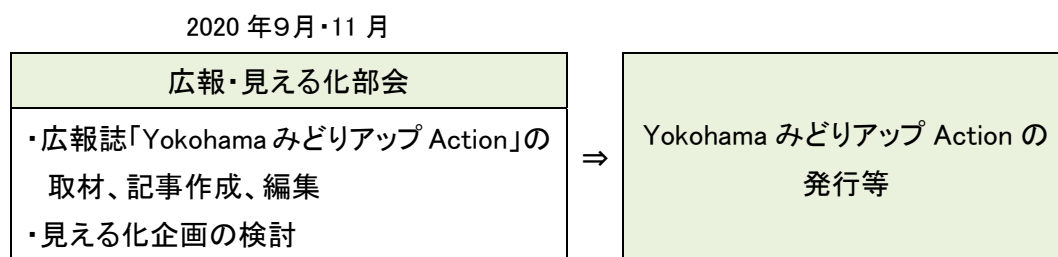 2020 年9月・11 月
広報・見える化部会
・広報誌「Yokohama みどりアップ Action」の
取材、記事作成、編集
・見える化企画の検討
⇒
Yokohama みどりアップ Action の
発行等